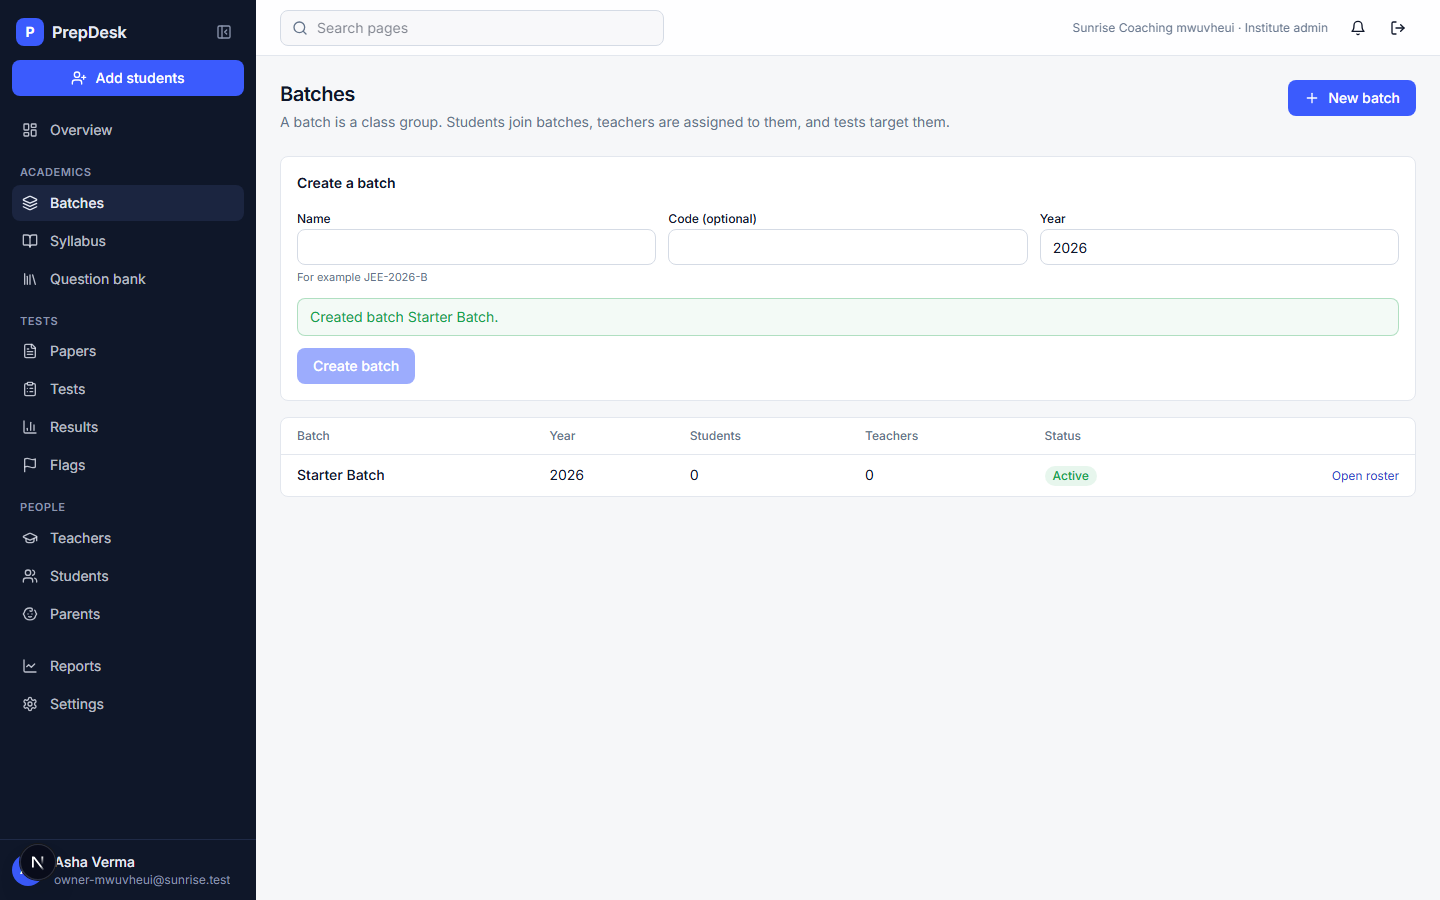 P PrepDesk
Add students
Overview
ACADEMICS
Batches
Syllabus
Question bank
TESTS
Papers
Tests
Results
Flags
PEOPLE
Teachers
Students
Parents
Reports
Settings
N Asha Verma
owner-mwuvheui@sunrise.test
Search pages
Sunrise Coaching mwuvheui · Institute admin
Batches
A batch is a class group. Students join batches, teachers are assigned to them, and tests target them.
New batch
Create a batch
Name Code (optional) Year
2026
For example JEE-2026-B
Created batch Starter Batch.
Create batch
Batch Year Students Teachers Status
Starter Batch 2026 0 0 Active Open roster